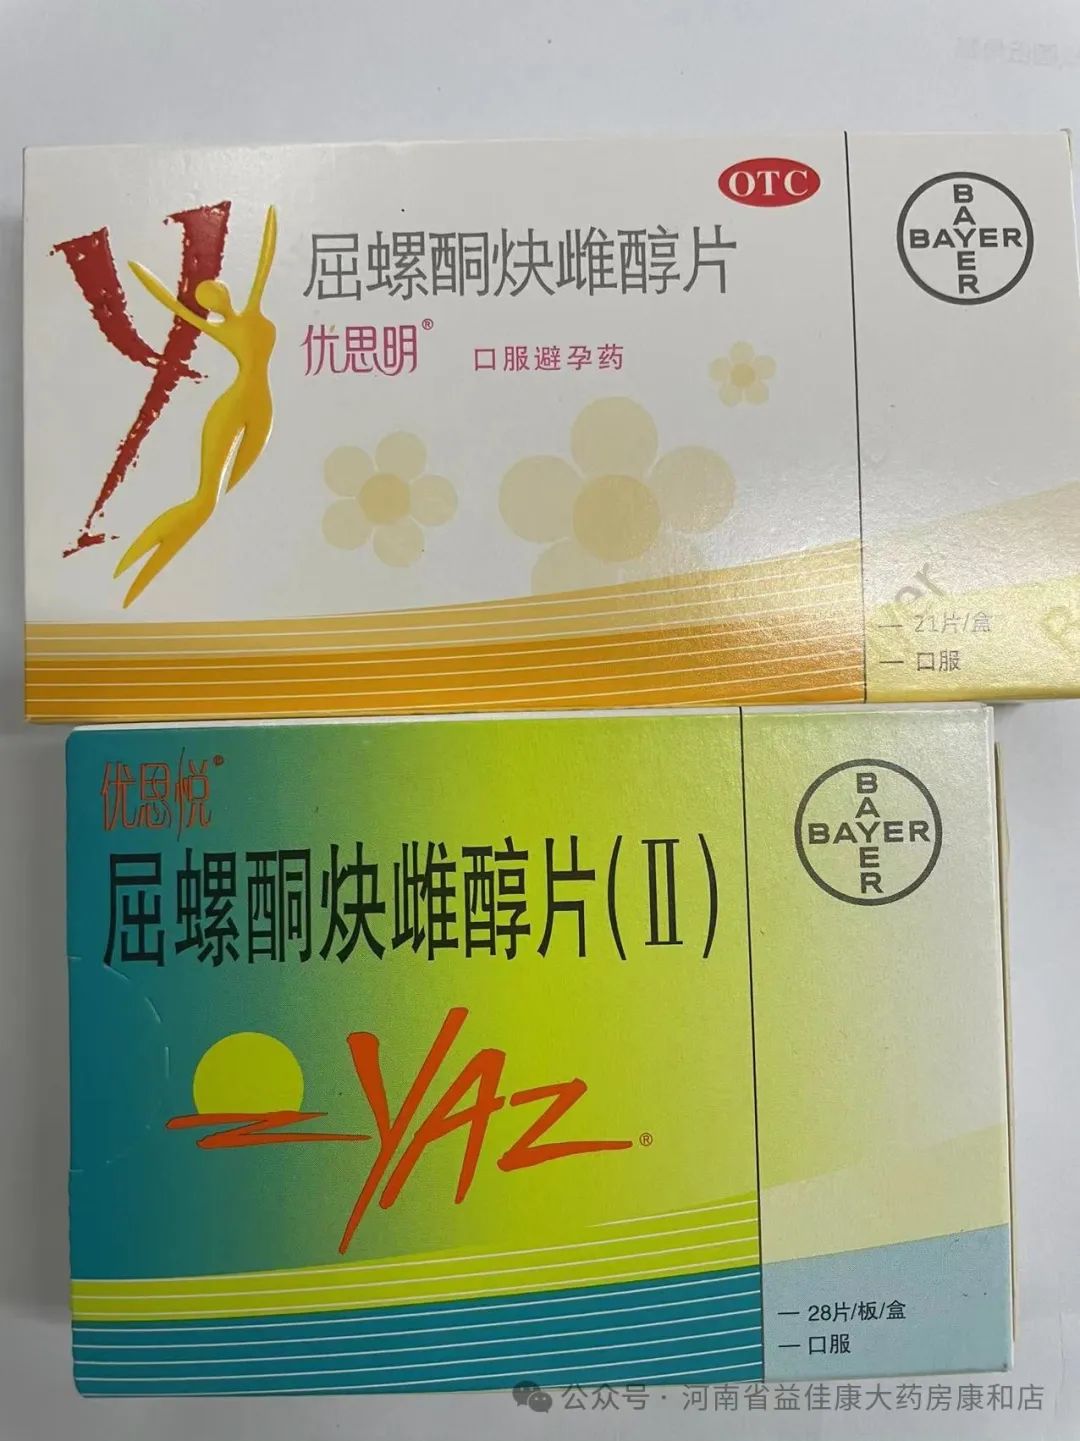 OTC
屈螺酮炔雌醇片
优思明®
口服避孕药
BAYER
BAYER
— 21片/盒
— 口服
优思悦®
屈螺酮炔雌醇片(Ⅱ)
YAZ®
BAYER
BAYER
— 28片/板/盒
— 口服
公众号·河南省益佳康大药房康和店